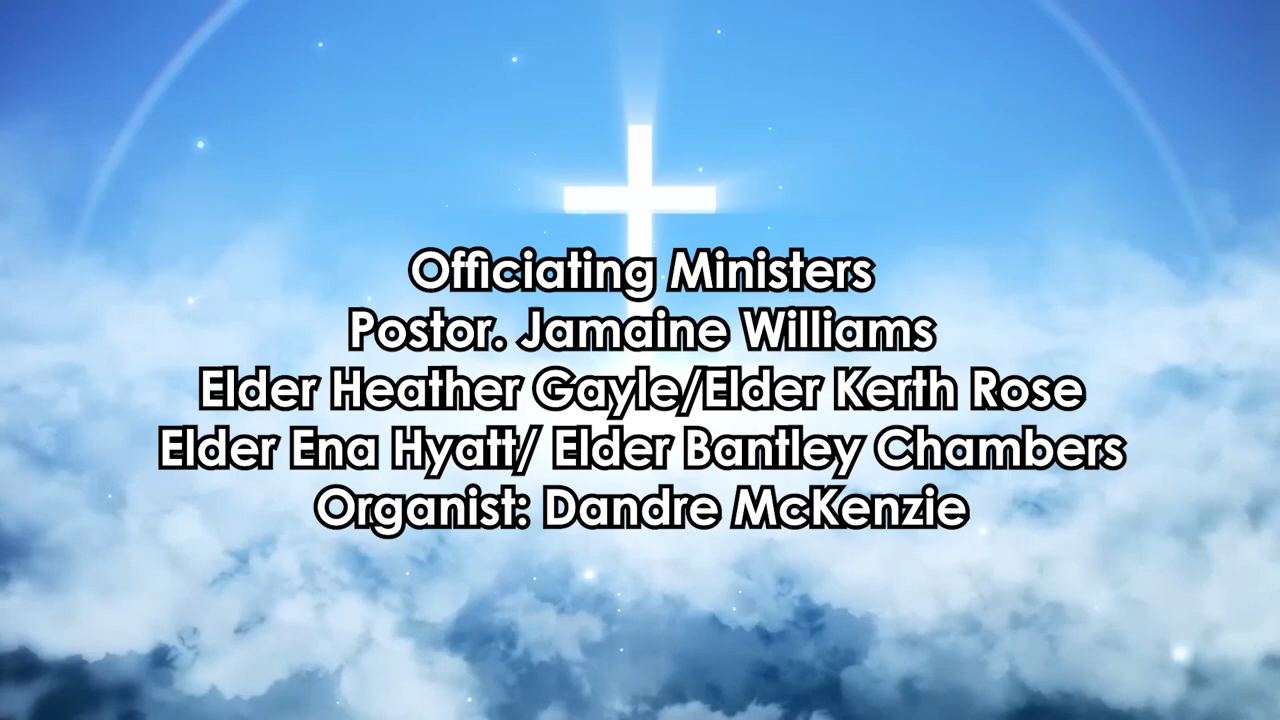 Officiating Ministers
Postor. Jamaine Williams
Elder Heather Gayle/Elder Kerth Rose
Elder Ena Hyatt/ Elder Bantley Chambers
Organist: Dandre McKenzie